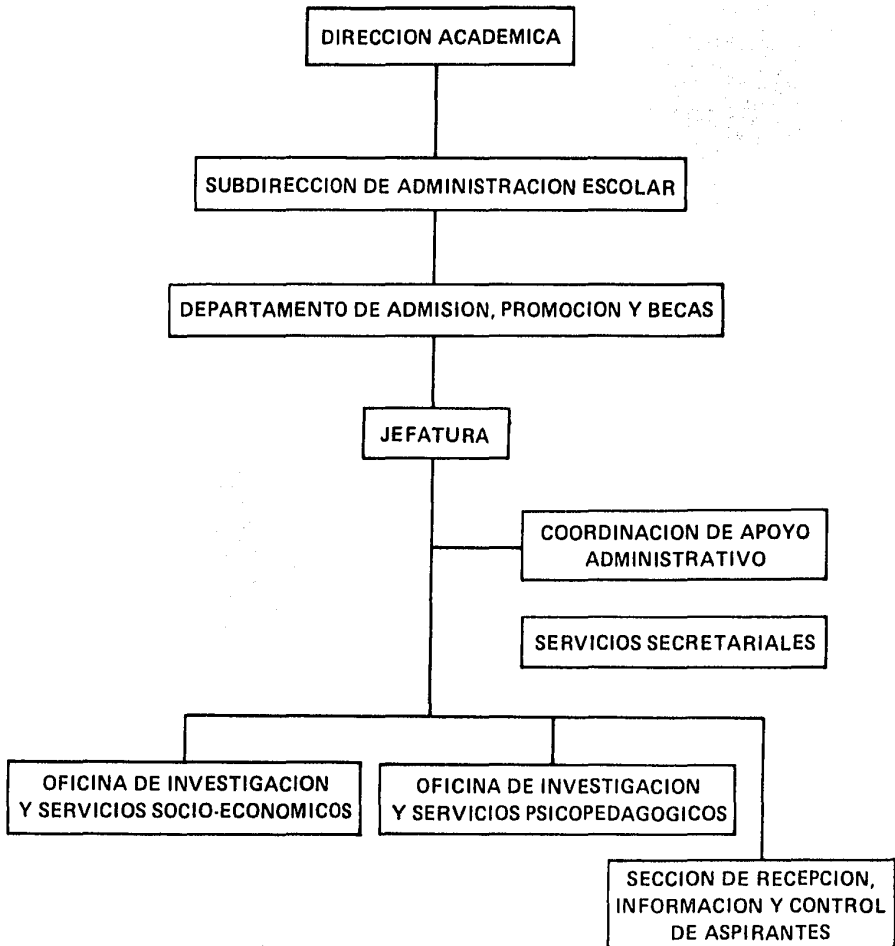 DIRECCION ACADEMICA
SUBDIRECCION DE ADMINISTRACION ESCOLAR
DEPARTAMENTO DE ADMISION, PROMOCION Y BECAS
JEFATURA
COORDINACION DE APOYO
ADMINISTRATIVO
SERVICIOS SECRETARIALES
OFICINA DE INVESTIGACION
Y SERVICIOS SOCIO-ECONOMICOS
OFICINA DE INVESTIGACION
Y SERVICIOS PSICOPEDAGOGICOS
SECCION DE RECEPCION,
INFORMACION Y CONTROL
DE ASPIRANTES